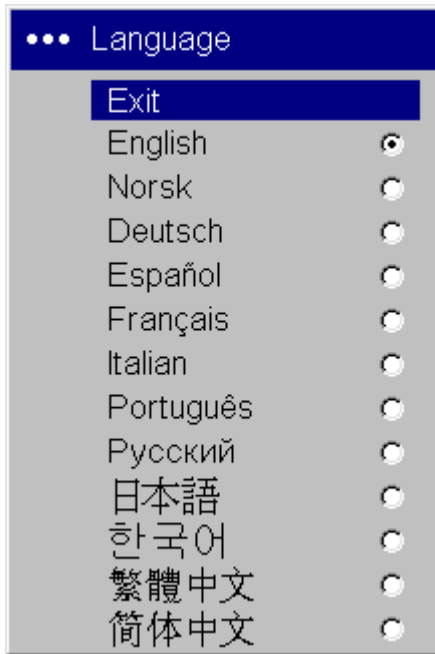 Language
Exit
English
Norsk
Deutsch
Español
Français
Italian
Português
Русский
日本語
한국어
繁體中文
简体中文